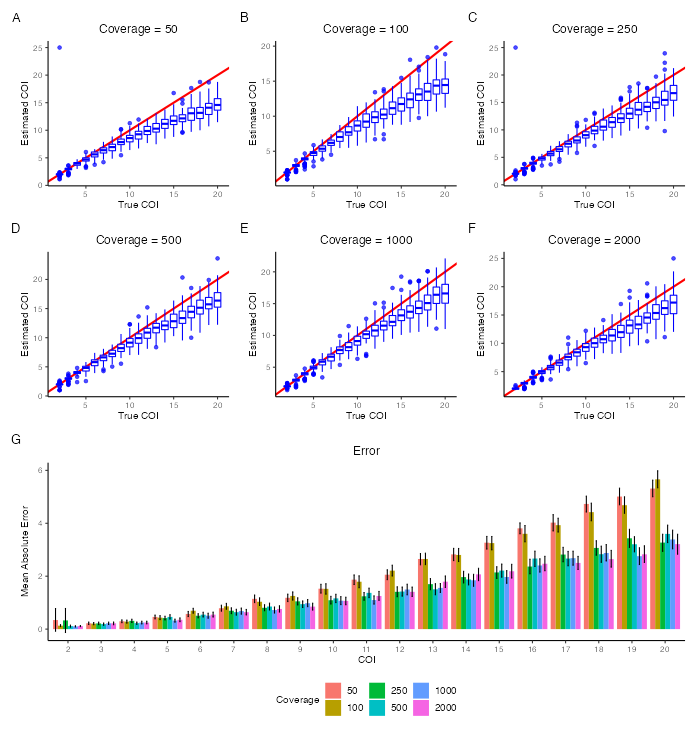 A
Coverage = 50
Estimated COI
25
20
15
10
5
0
5
10
15
20
True COI
B
Coverage = 100
Estimated COI
20
15
10
5
5
10
15
20
True COI
C
Coverage = 250
Estimated COI
25
20
15
10
5
0
5
10
15
20
True COI
D
Coverage = 500
Estimated COI
20
15
10
5
0
5
10
15
20
True COI
E
Coverage = 1000
Estimated COI
20
15
10
5
5
10
15
20
True COI
F
Coverage = 2000
Estimated COI
25
20
15
10
5
5
10
15
20
True COI
G
Error
Mean Absolute Error
6
4
2
0
2 3 4 5 6 7 8 9 10 11 12 13 14 15 16 17 18 19 20
COI
Coverage
50 250 1000
100 500 2000